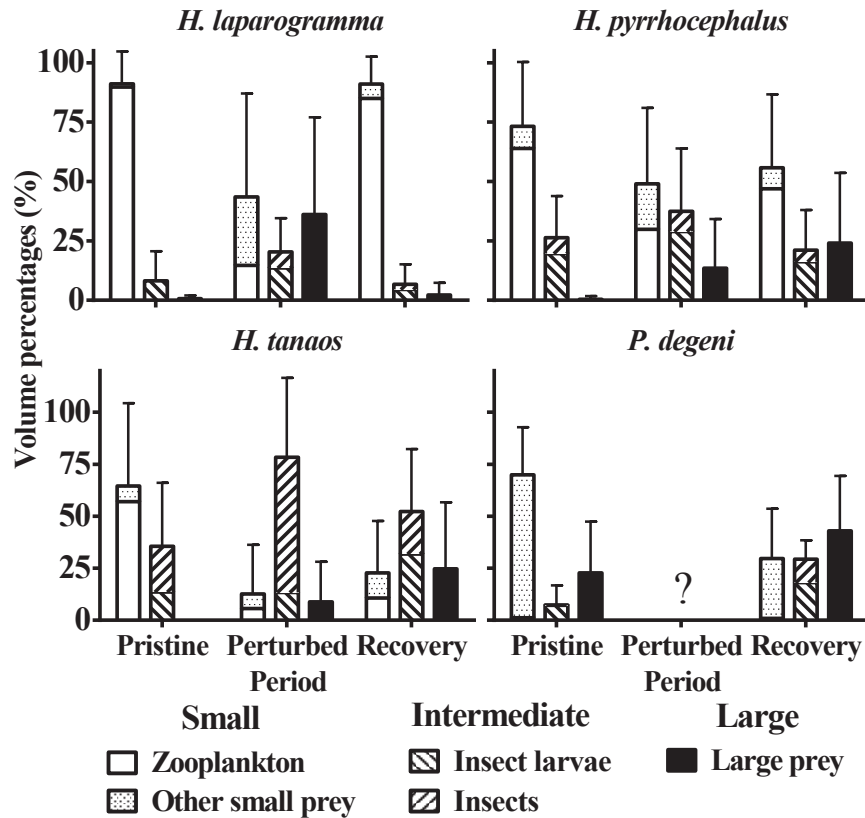 H. laparogramma
H. pyrrhocephalus
Volume percentages (%)
100
75
50
25
0
H. tanaos
P. degeni
100
75
50
25
0
?
Pristine Perturbed Recovery
Period
Pristine Perturbed Recovery
Period
Small
Zooplankton
Other small prey
Intermediate
Insect larvae
Insects
Large
Large prey